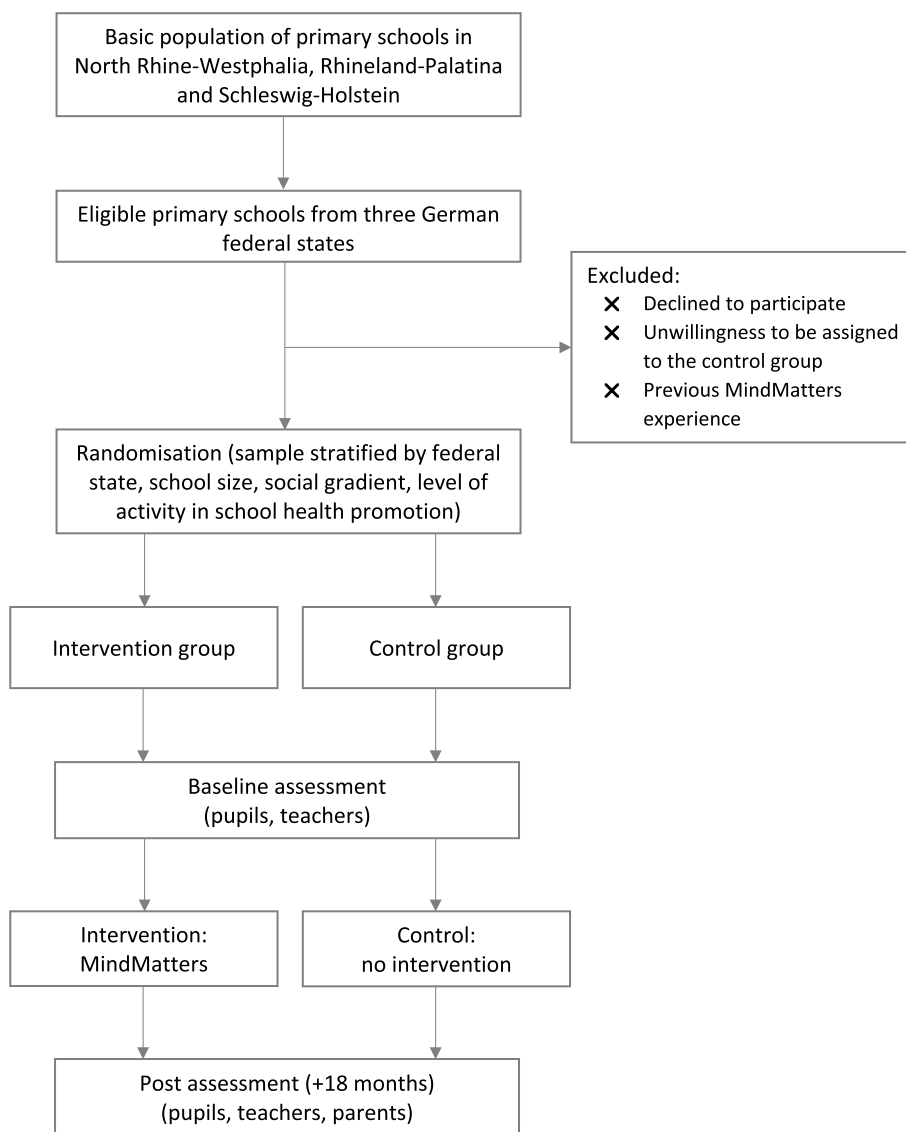 Basic population of primary schools in
North Rhine-Westphalia, Rhineland-Palatina
and Schleswig-Holstein
Eligible primary schools from three German
federal states
Excluded:
Declined to participate
Unwillingness to be assigned
to the control group
Previous MindMatters
experience
Randomisation (sample stratified by federal
state, school size, social gradient, level of
activity in school health promotion)
Intervention group
Control group
Baseline assessment
(pupils, teachers)
Intervention:
MindMatters
Control:
no intervention
Post assessment (+18 months)
(pupils, teachers, parents)